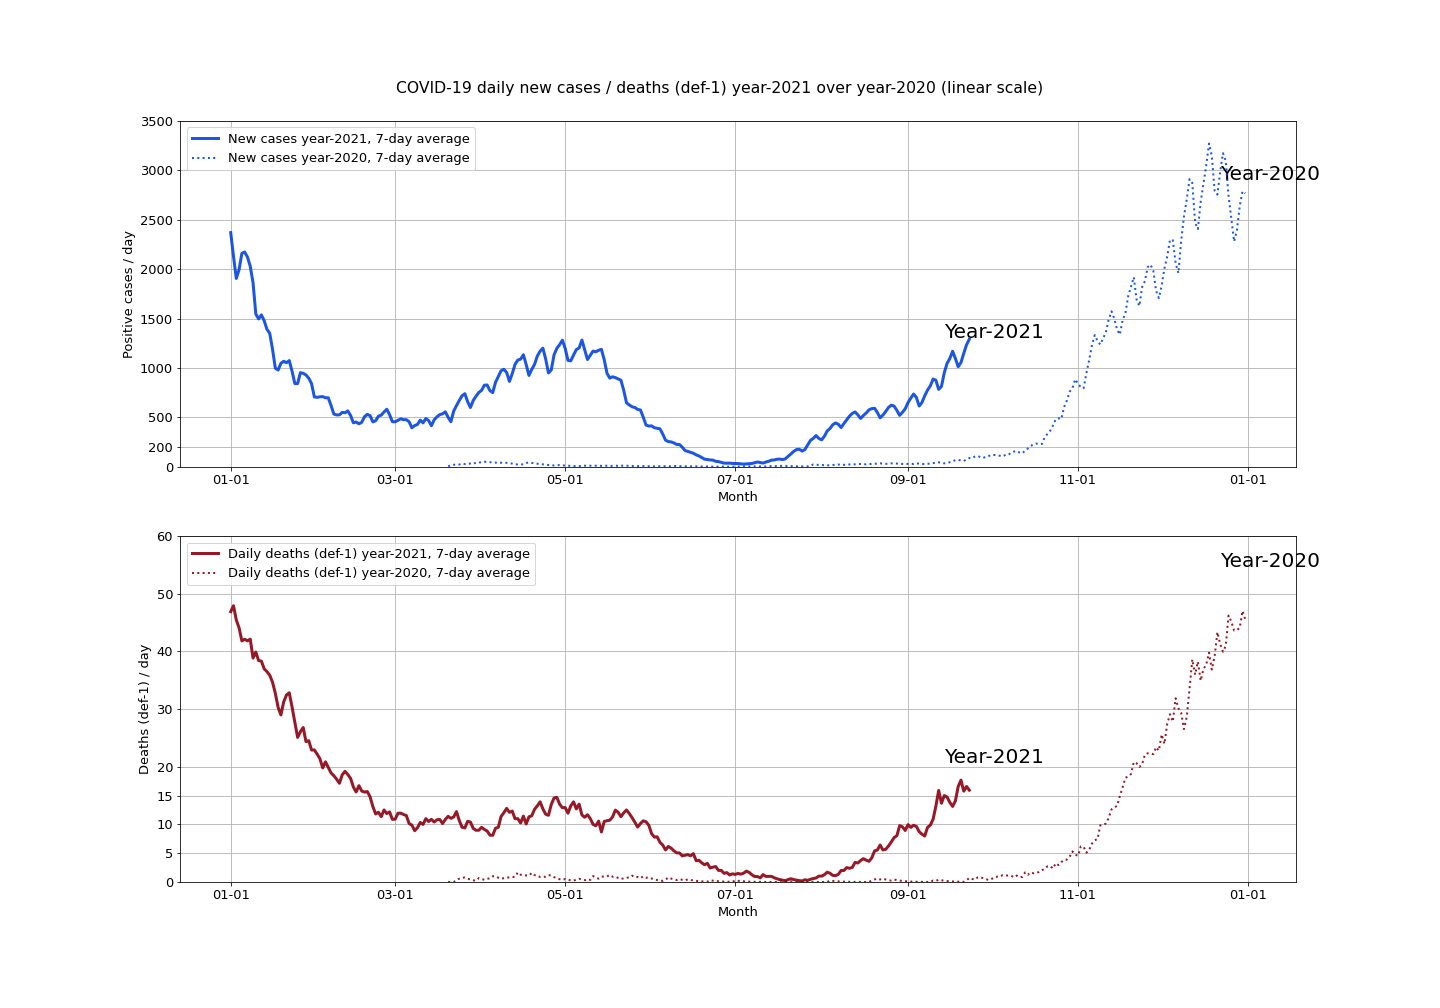 COVID-19 daily new cases / deaths (def-1) year-2021 over year-2020 (linear scale)
3500
3000
2500
2000
1500
1000
500
200
0
Positive cases / day
New cases year-2021, 7-day average
New cases year-2020, 7-day average
Year-2020
Year-2021
01-01 03-01 05-01 07-01 09-01 11-01 01-01
Month
60
50
40
30
20
15
10
5
0
Deaths (def-1) / day
Daily deaths (def-1) year-2021, 7-day average
Daily deaths (def-1) year-2020, 7-day average
Year-2020
Year-2021
01-01 03-01 05-01 07-01 09-01 11-01 01-01
Month